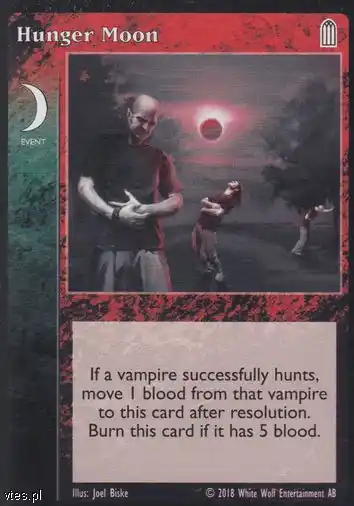 Hunger Moon
EVENT
If a vampire successfully hunts,
move 1 blood from that vampire
to this card after resolution.
Burn this card if it has 5 blood.
Illus: Joel Biske © 2018 White Wolf Entertainment AB
vtes.pl